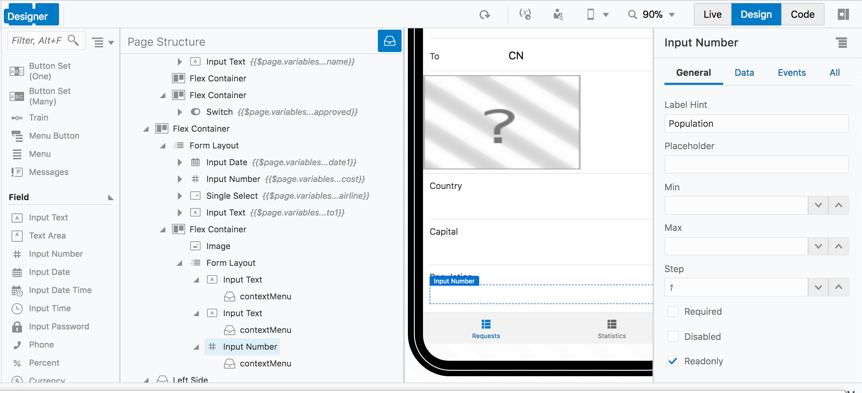 Designer
90%
Live
Design
Code
Filter, Alt+F
Button Set
(One)
Button Set
(Many)
Train
Menu Button
Menu
Messages
Field
Input Text
Text Area
Input Number
Input Date
Input Date Time
Input Time
Input Password
Phone
Percent
Currency
Page Structure
Input Text {{$page.variables...name}}
Flex Container
Flex Container
Switch {{$page.variables...approved}}
Flex Container
Form Layout
Input Date {{$page.variables...date1}}
Input Number {{$page.variables...cost}}
Single Select {{$page.variables...airline}}
Input Text {{$page.variables...to1}}
Flex Container
Image
Form Layout
Input Text
contextMenu
Input Text
contextMenu
Input Number
contextMenu
Left Side
To CN
?
Country
Capital
Population
Input Number
Requests
Statistics
Input Number
General
Data
Events
All
Label Hint
Population
Placeholder
Min
Max
Step
1
Required
Disabled
Readonly